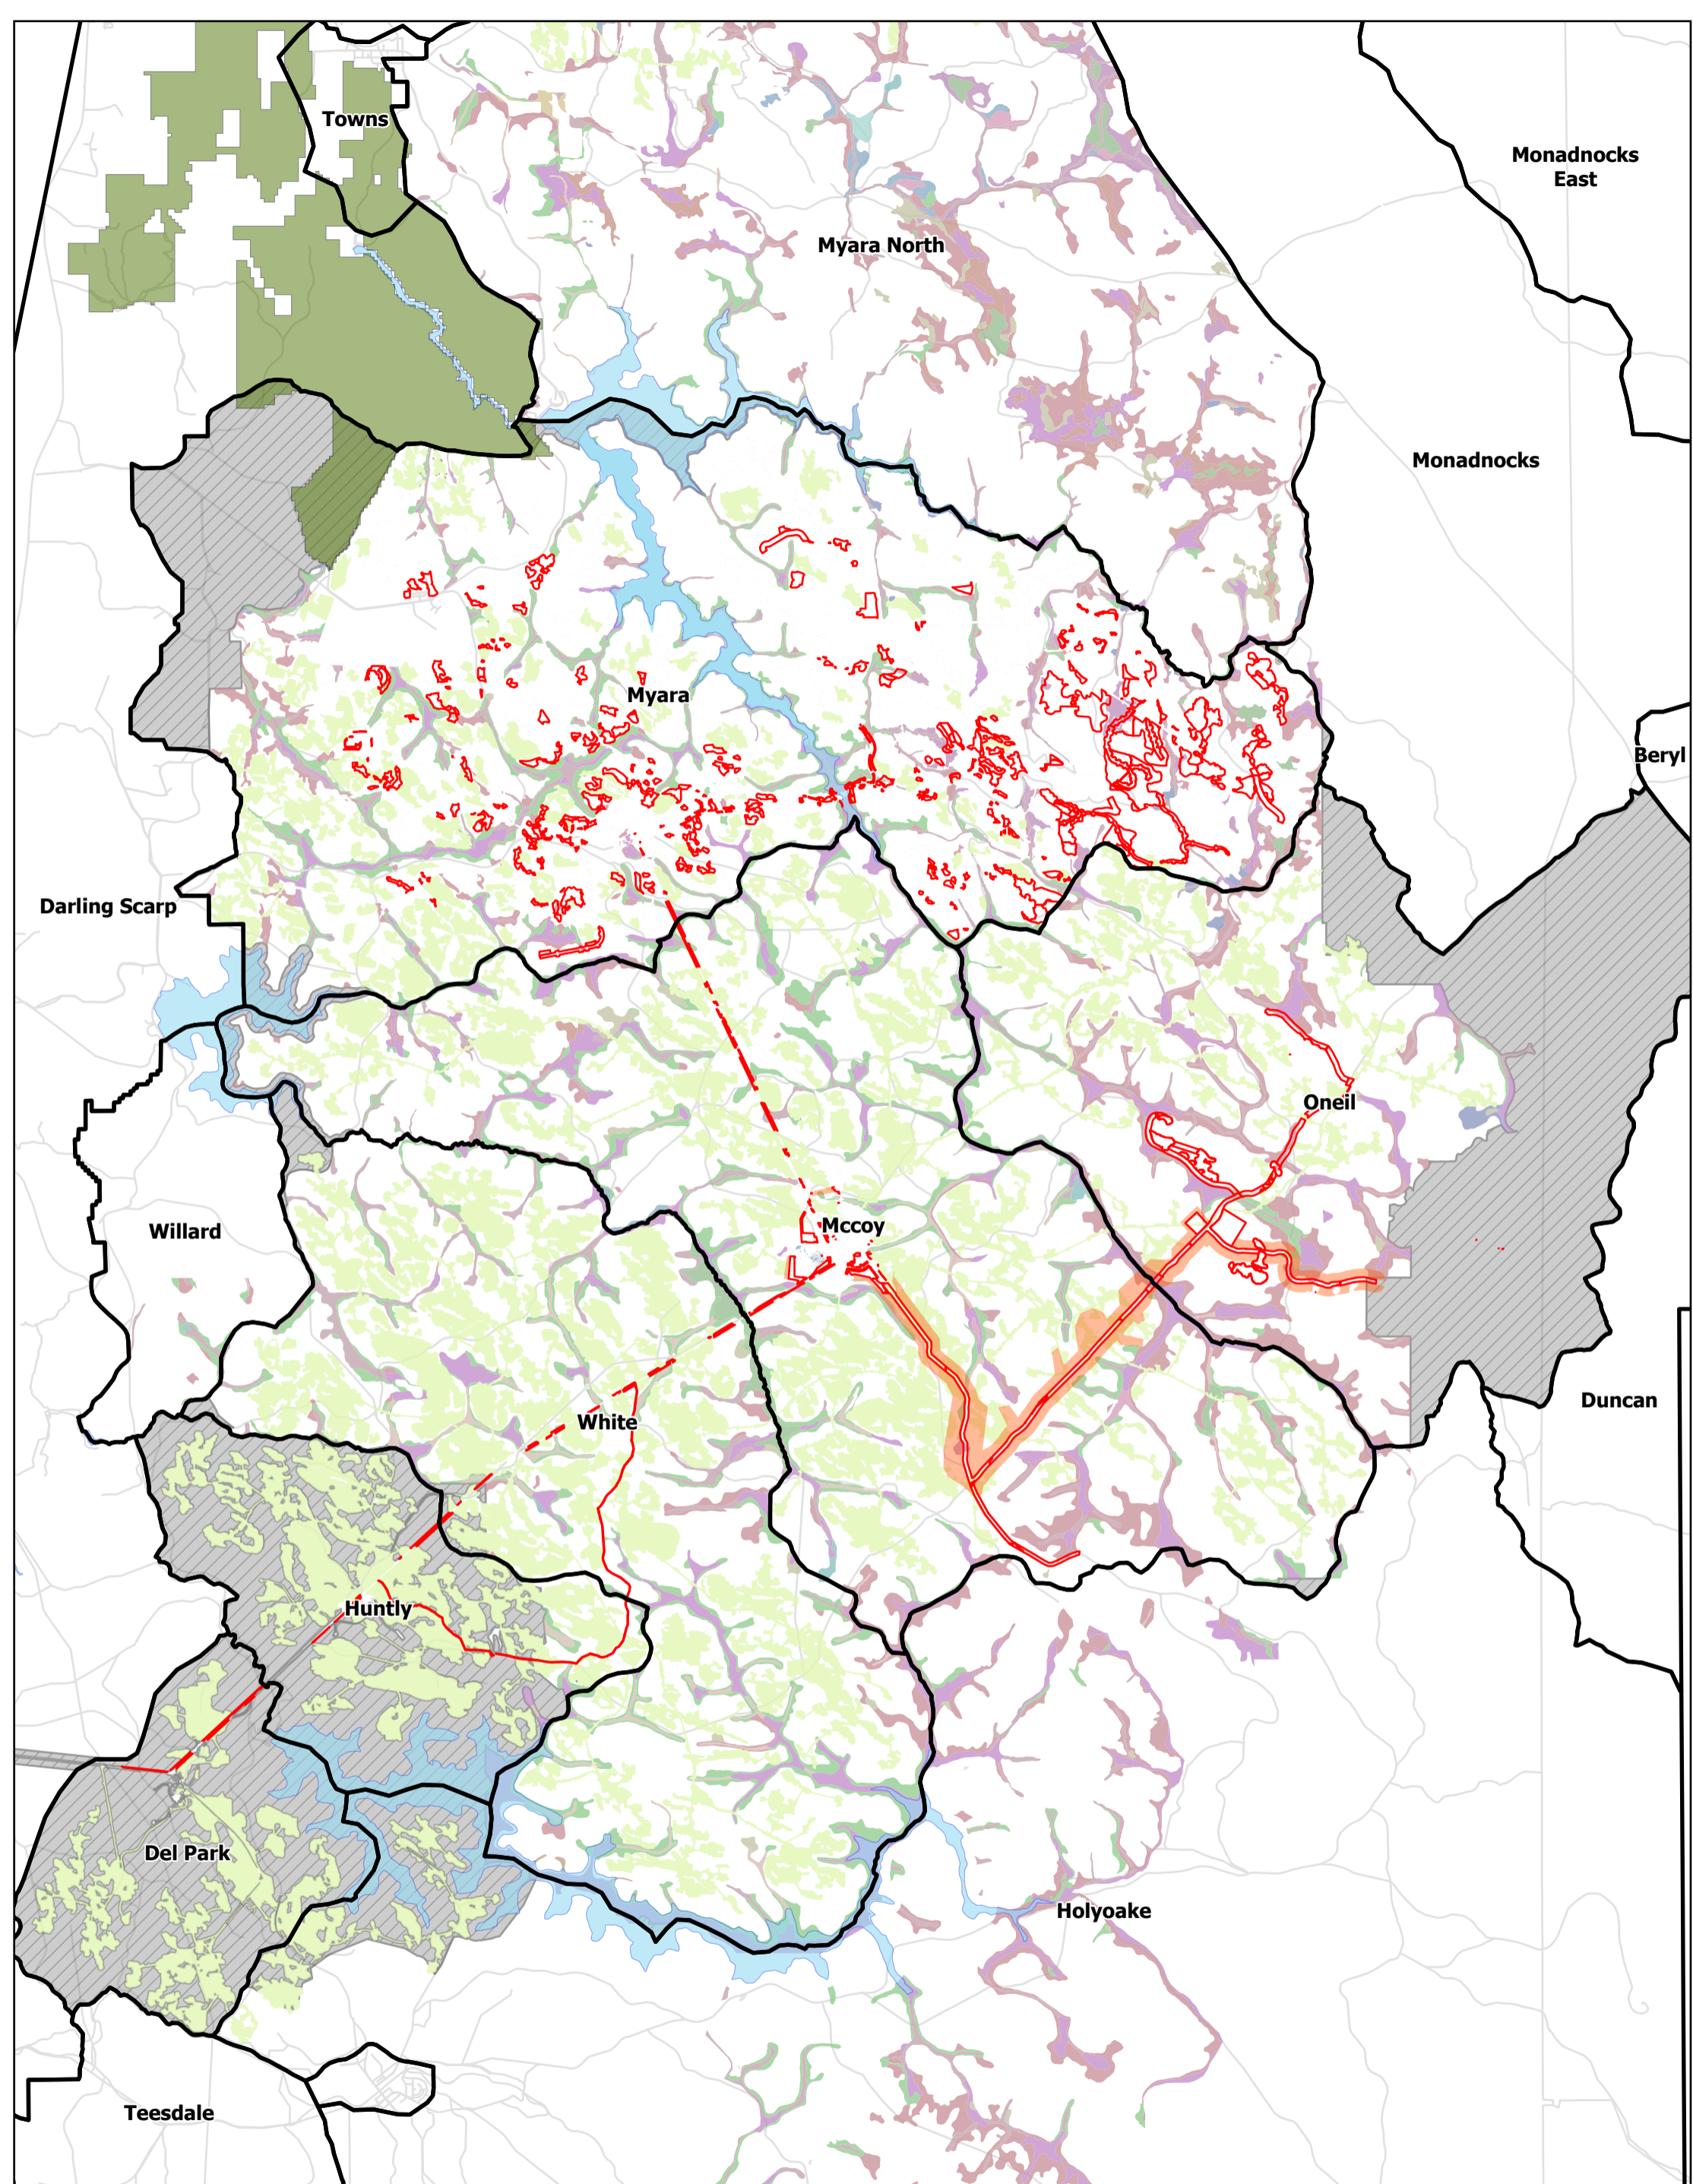 Towns
Monadnocks
East
Myara North
Monadnocks
Myara
Beryl
Darling Scarp
Oneil
Mccoy
Willard
Duncan
White
Huntly
Del Park
Holyoake
Teesdale